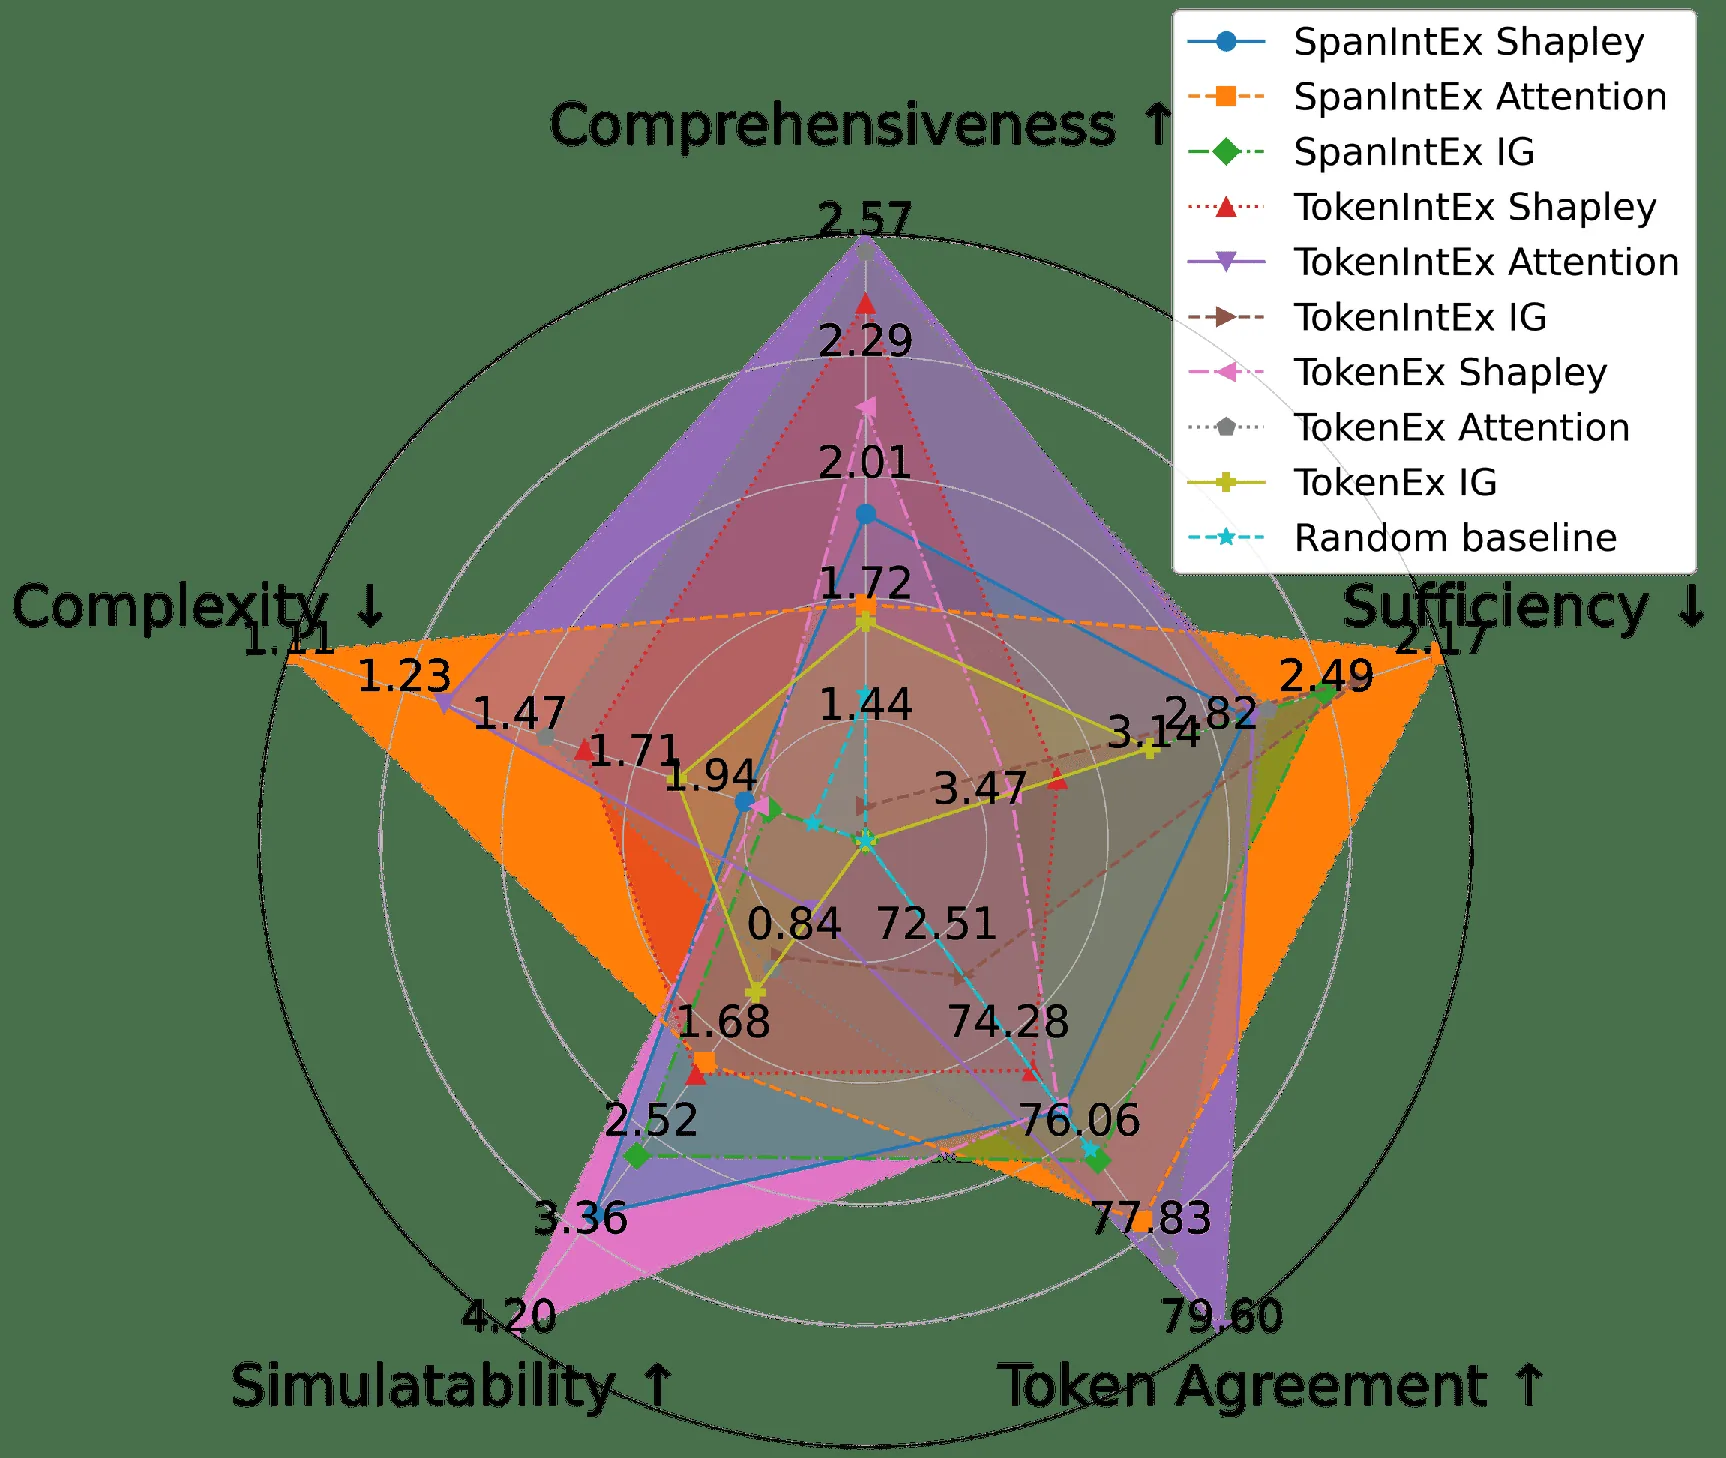 SpanIntEx Shapley
SpanIntEx Attention
SpanIntEx IG
TokenIntEx Shapley
TokenIntEx Attention
TokenIntEx IG
TokenEx Shapley
TokenEx Attention
TokenEx IG
Random baseline
Comprehensiveness ↑
2.57
2.29
2.01
1.72
1.44
Complexity ↓
1.11
1.23
1.47
1.71
1.94
Sufficiency ↓
2.17
2.49
2.82
3.14
3.47
0.84
1.68
2.52
3.36
4.20
Simulatability ↑
72.51
74.28
76.06
77.83
79.60
Token Agreement ↑